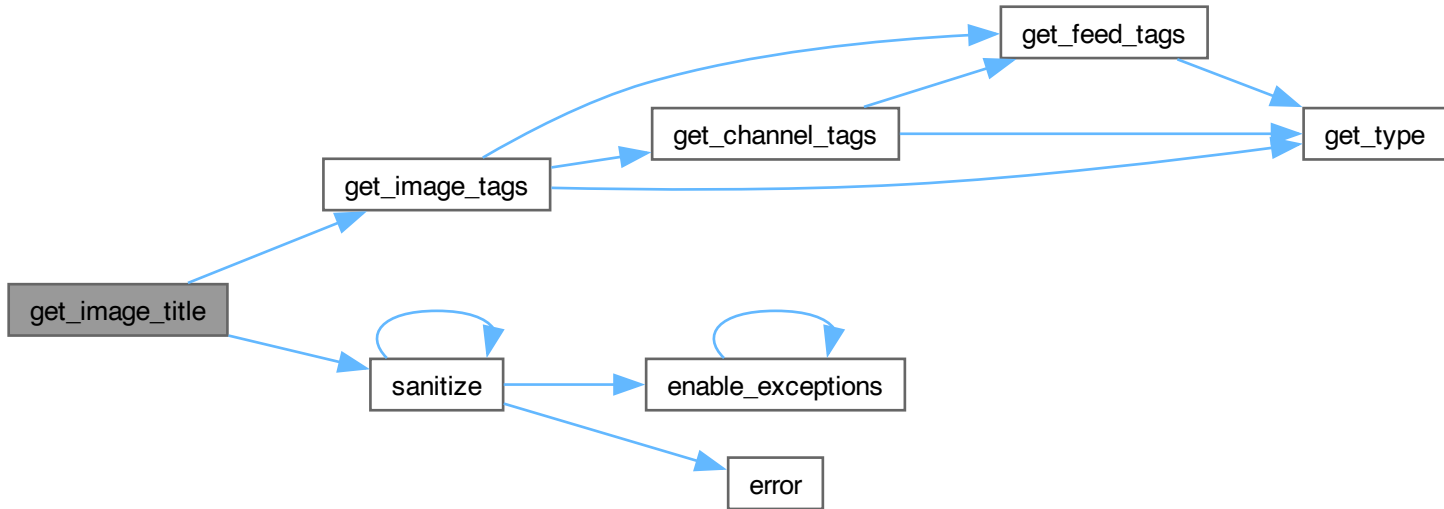 get_feed_tags
get_channel_tags
get_type
get_image_tags
get_image_title
sanitize
enable_exceptions
error